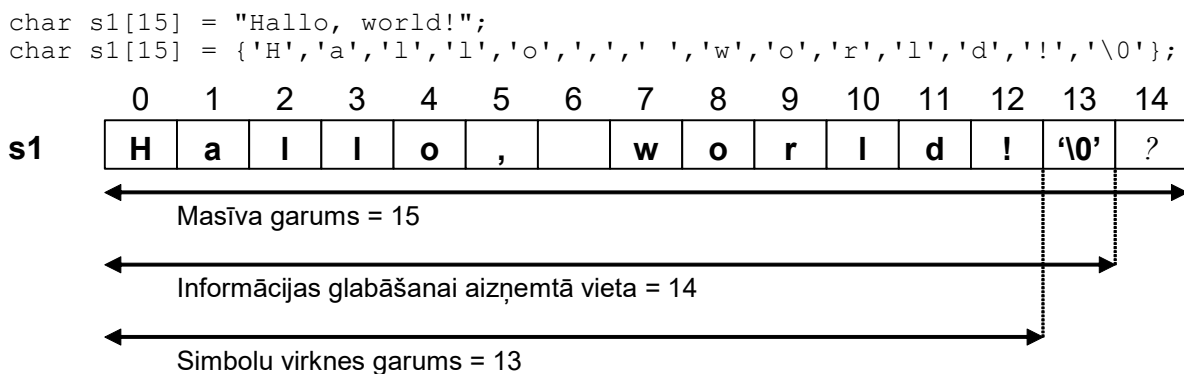 char s1[15] = "Hallo, world!";
char s1[15] = {'H','a','l','l','o',',',' ','w','o','r','l','d','!','\0'};
0 1 2 3 4 5 6 7 8 9 10 11 12 13 14
s1 H a l l o , w o r l d ! ‘\0’ ?
Masīva garums = 15
Informācijas glabāšanai aizņemtā vieta = 14
Simbolu virknes garums = 13